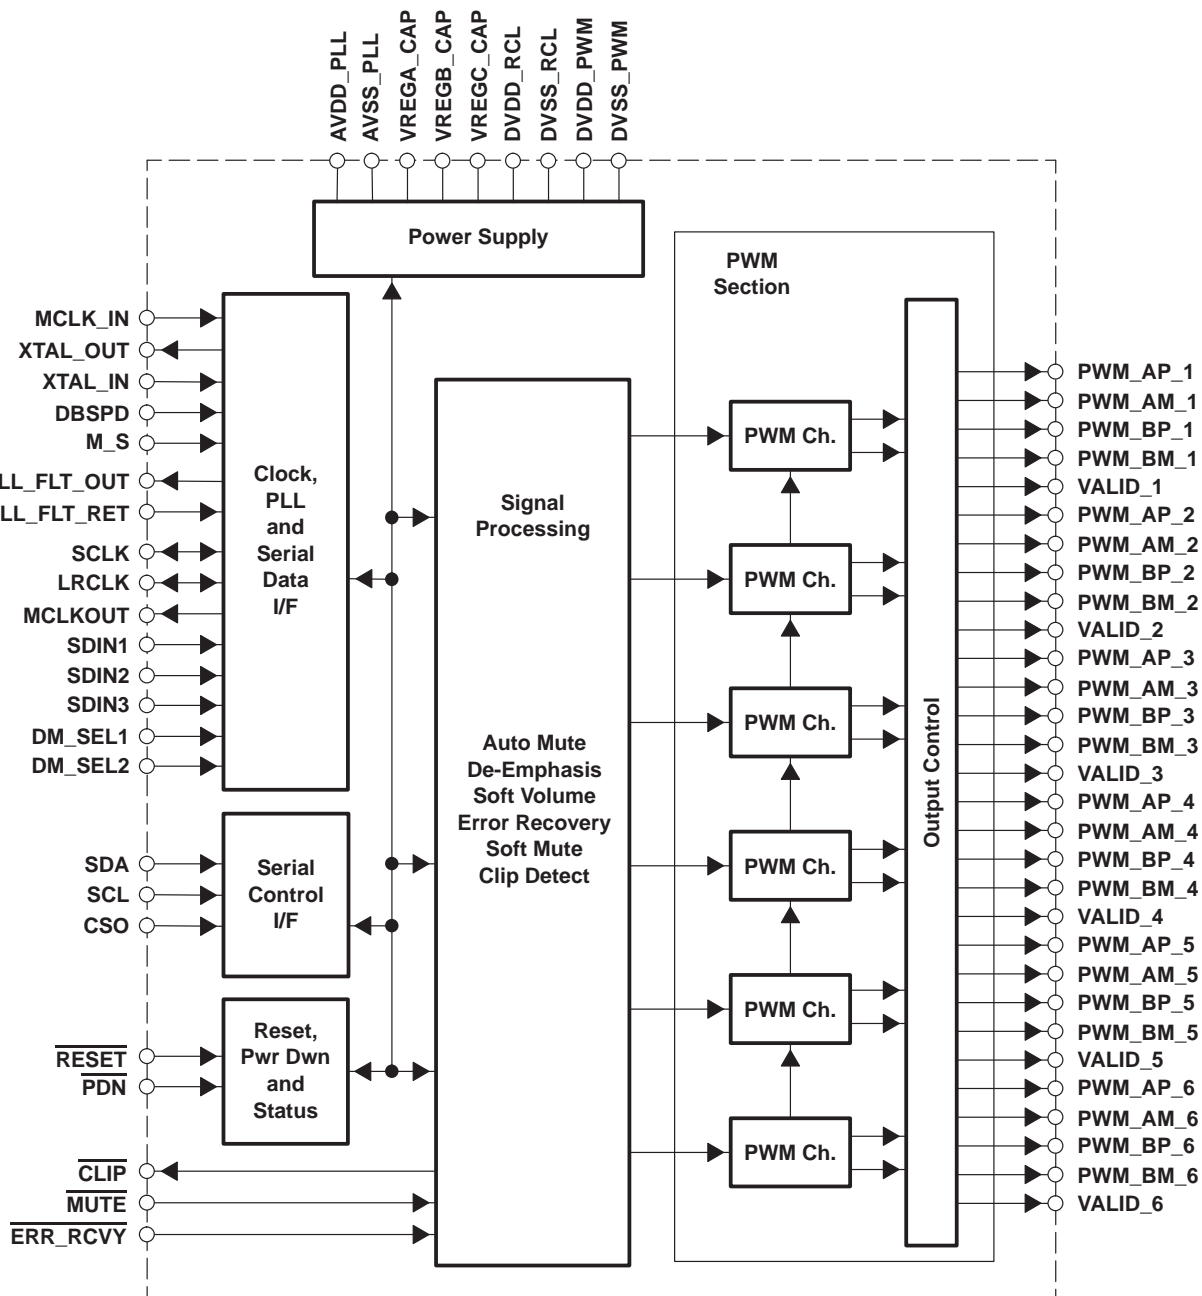 AVDD_PLL
AVSS_PLL
VREGA_CAP
VREGB_CAP
VREGC_CAP
DVDD_RCL
DVSS_RCL
DVDD_PWM
DVSS_PWM
Power Supply
PWM
Section
MCLK_IN
XTAL_OUT
XTAL_IN
DBSPD
M_S
LL_FLT_OUT
LL_FLT_RET
SCLK
LRCLK
MCLKOUT
SDIN1
SDIN2
SDIN3
DM_SEL1
DM_SEL2
Clock,
PLL
and
Serial
Data
I/F
SDA
SCL
CSO
Serial
Control
I/F
RESET
PDN
Reset,
Pwr Dwn
and
Status
CLIP
MUTE
ERR_RCVY
Signal
Processing
Auto Mute
De-Emphasis
Soft Volume
Error Recovery
Soft Mute
Clip Detect
PWM Ch.
PWM Ch.
PWM Ch.
PWM Ch.
PWM Ch.
PWM Ch.
Output Control
PWM_AP_1
PWM_AM_1
PWM_BP_1
PWM_BM_1
VALID_1
PWM_AP_2
PWM_AM_2
PWM_BP_2
PWM_BM_2
VALID_2
PWM_AP_3
PWM_AM_3
PWM_BP_3
PWM_BM_3
VALID_3
PWM_AP_4
PWM_AM_4
PWM_BP_4
PWM_BM_4
VALID_4
PWM_AP_5
PWM_AM_5
PWM_BP_5
PWM_BM_5
VALID_5
PWM_AP_6
PWM_AM_6
PWM_BP_6
PWM_BM_6
VALID_6